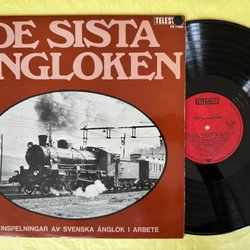 TELESTAR
DE SISTA
ÅNGLOKEN
INSPELNINGAR AV SVENSKA ÅNGLOK I ARBETE
TELESTAR